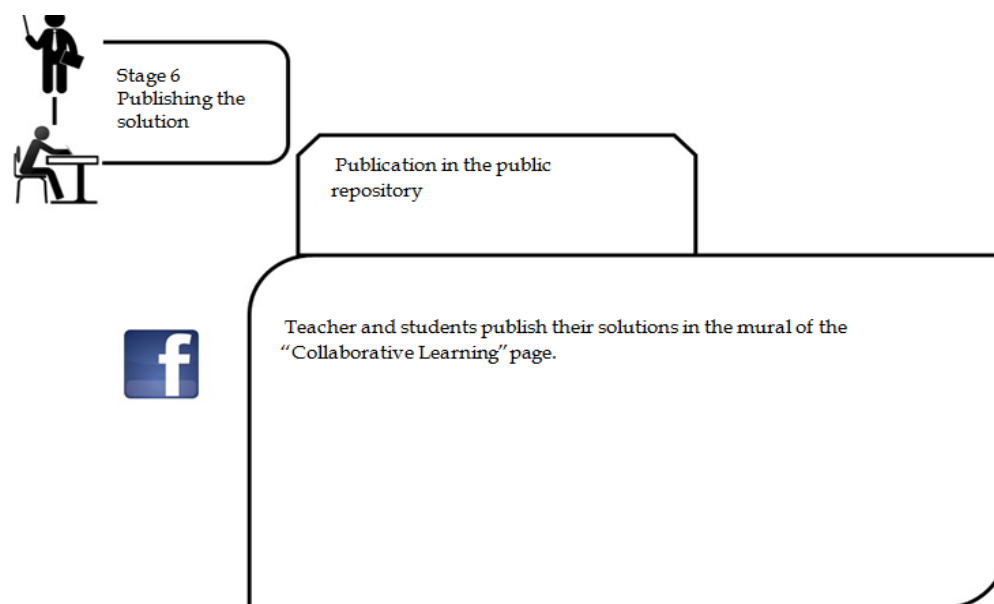 Stage 6
Publishing the
solution
Publication in the public
repository
f
Teacher and students publish their solutions in the mural of the
“Collaborative Learning” page.